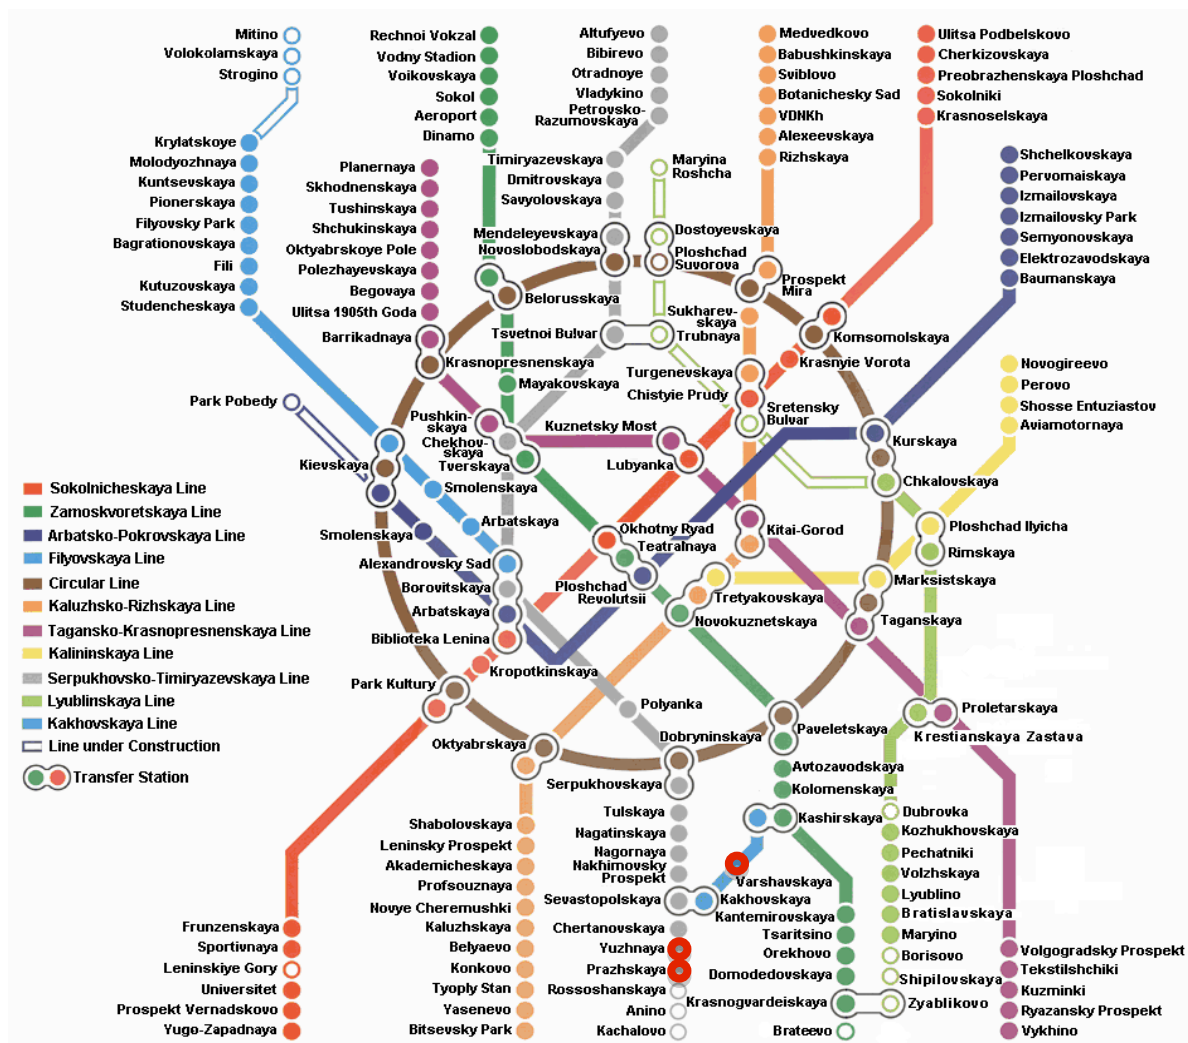 Mitino
Volokolamskaya
Strogino
Krylatskoye
Molodyozhnaya
Kuntsevskaya
Pionerskaya
Filyovsky Park
Bagrationovskaya
Fili
Kutuzovskaya
Studencheskaya
Park Pobedy
Kievskaya
Smolenskaya
Arbatskaya
Smolenskaya
Alexandrovsky Sad
Borovitskaya
Arbatskaya
Biblioteka Lenina
Kropotkinskaya
Park Kultury
Rechnoi Vokzal
Vodny Stadion
Voikovskaya
Sokol
Aeroport
Dinamo
Planernaya
Skhodnenskaya
Tushinskaya
Shchukinskaya
Oktyabrskoye Pole
Polezhayevskaya
Begovaya
Ulitsa 1905th Goda
Barrikadnaya
Krasnopresnenskaya
Belorusskaya
Mayakovskaya
Pushkin-
skaya
Chekhov-
skaya
Tverskaya
Altufyevo
Bibirevo
Otradnoye
Vladykino
Petrovsko-
Razumovskaya
Timiryazevskaya
Dmitrovskaya
Savyolovskaya
Mendeleyevskaya
Novoslobodskaya
Tsvetnoi Bulvar
Maryina
Roshcha
Dostoyevskaya
Ploshchad
Suvorova
Trubnaya
Medvedkovo
Babushkinskaya
Sviblovo
Botanichesky Sad
VDNKh
Alexeevskaya
Rizhskaya
Prospekt
Mira
Sukharev-
skaya
Turgenevskaya
Chistyie Prudy
Sretensky
Bulvar
Kuznetsky Most
Lubyanka
Kitai-Gorod
Okhotny Ryad
Teatralnaya
Ploshchad
Revolutsii
Tretyakovskaya
Novokuznetskaya
Ulitsa Podbelskovo
Cherkizovskaya
Preobrazhenskaya Ploshchad
Sokolniki
Krasnoselskaya
Komsomolskaya
Krasnyie Vorota
Shchelkovskaya
Pervomaiskaya
Izmailovskaya
Izmailovsky Park
Semyonovskaya
Elektrozavodskaya
Baumanskaya
Kurskaya
Chkalovskaya
Novogireevo
Perovo
Shosse Entuziastov
Aviamotornaya
Ploshchad Ilyicha
Rimskaya
Marksistskaya
Taganskaya
Proletarskaya
Krestianskaya Zastava
Sokolnicheskaya Line
Zamoskvoretskaya Line
Arbatsko-Pokrovskaya Line
Filyovskaya Line
Circular Line
Kaluzhsko-Rizhskaya Line
Tagansko-Krasnopresnenskaya Line
Kalininskaya Line
Serpukhovsko-Timiryazevskaya Line
Lyublinskaya Line
Kakhovskaya Line
Line under Construction
Transfer Station
Frunzenskaya
Sportivnaya
Leninskiye Gory
Universitet
Prospekt Vernadskovo
Yugo-Zapadnaya
Oktyabrskaya
Shabolovskaya
Leninsky Prospekt
Akademicheskaya
Profsouznaya
Novye Cheremushki
Kaluzhskaya
Belyaevo
Konkovo
Tyoply Stan
Yasenevo
Bitsevsky Park
Polyanka
Dobryninskaya
Serpukhovskaya
Tulskaya
Nagatinskaya
Nagornaya
Nakhimovsky
Prospekt
Sevastopolskaya
Chertanovskaya
Yuzhnaya
Prazhskaya
Rossoshanskaya
Anino
Kachalovo
Paveletskaya
Avtozavodskaya
Kolomenskaya
Kashirskaya
Varshavskaya
Kakhovskaya
Kantemirovskaya
Tsaritsino
Orekhovo
Domodedovskaya
Krasnogvardeiskaya
Brateevo
Dubrovka
Kozhukhovskaya
Pechatniki
Volzhskaya
Lyublino
Bratislavskaya
Maryino
Borisovo
Shipilovskaya
Zyablikovo
Volgogradsky Prospekt
Tekstilshchiki
Kuzminki
Ryazansky Prospekt
Vykhino